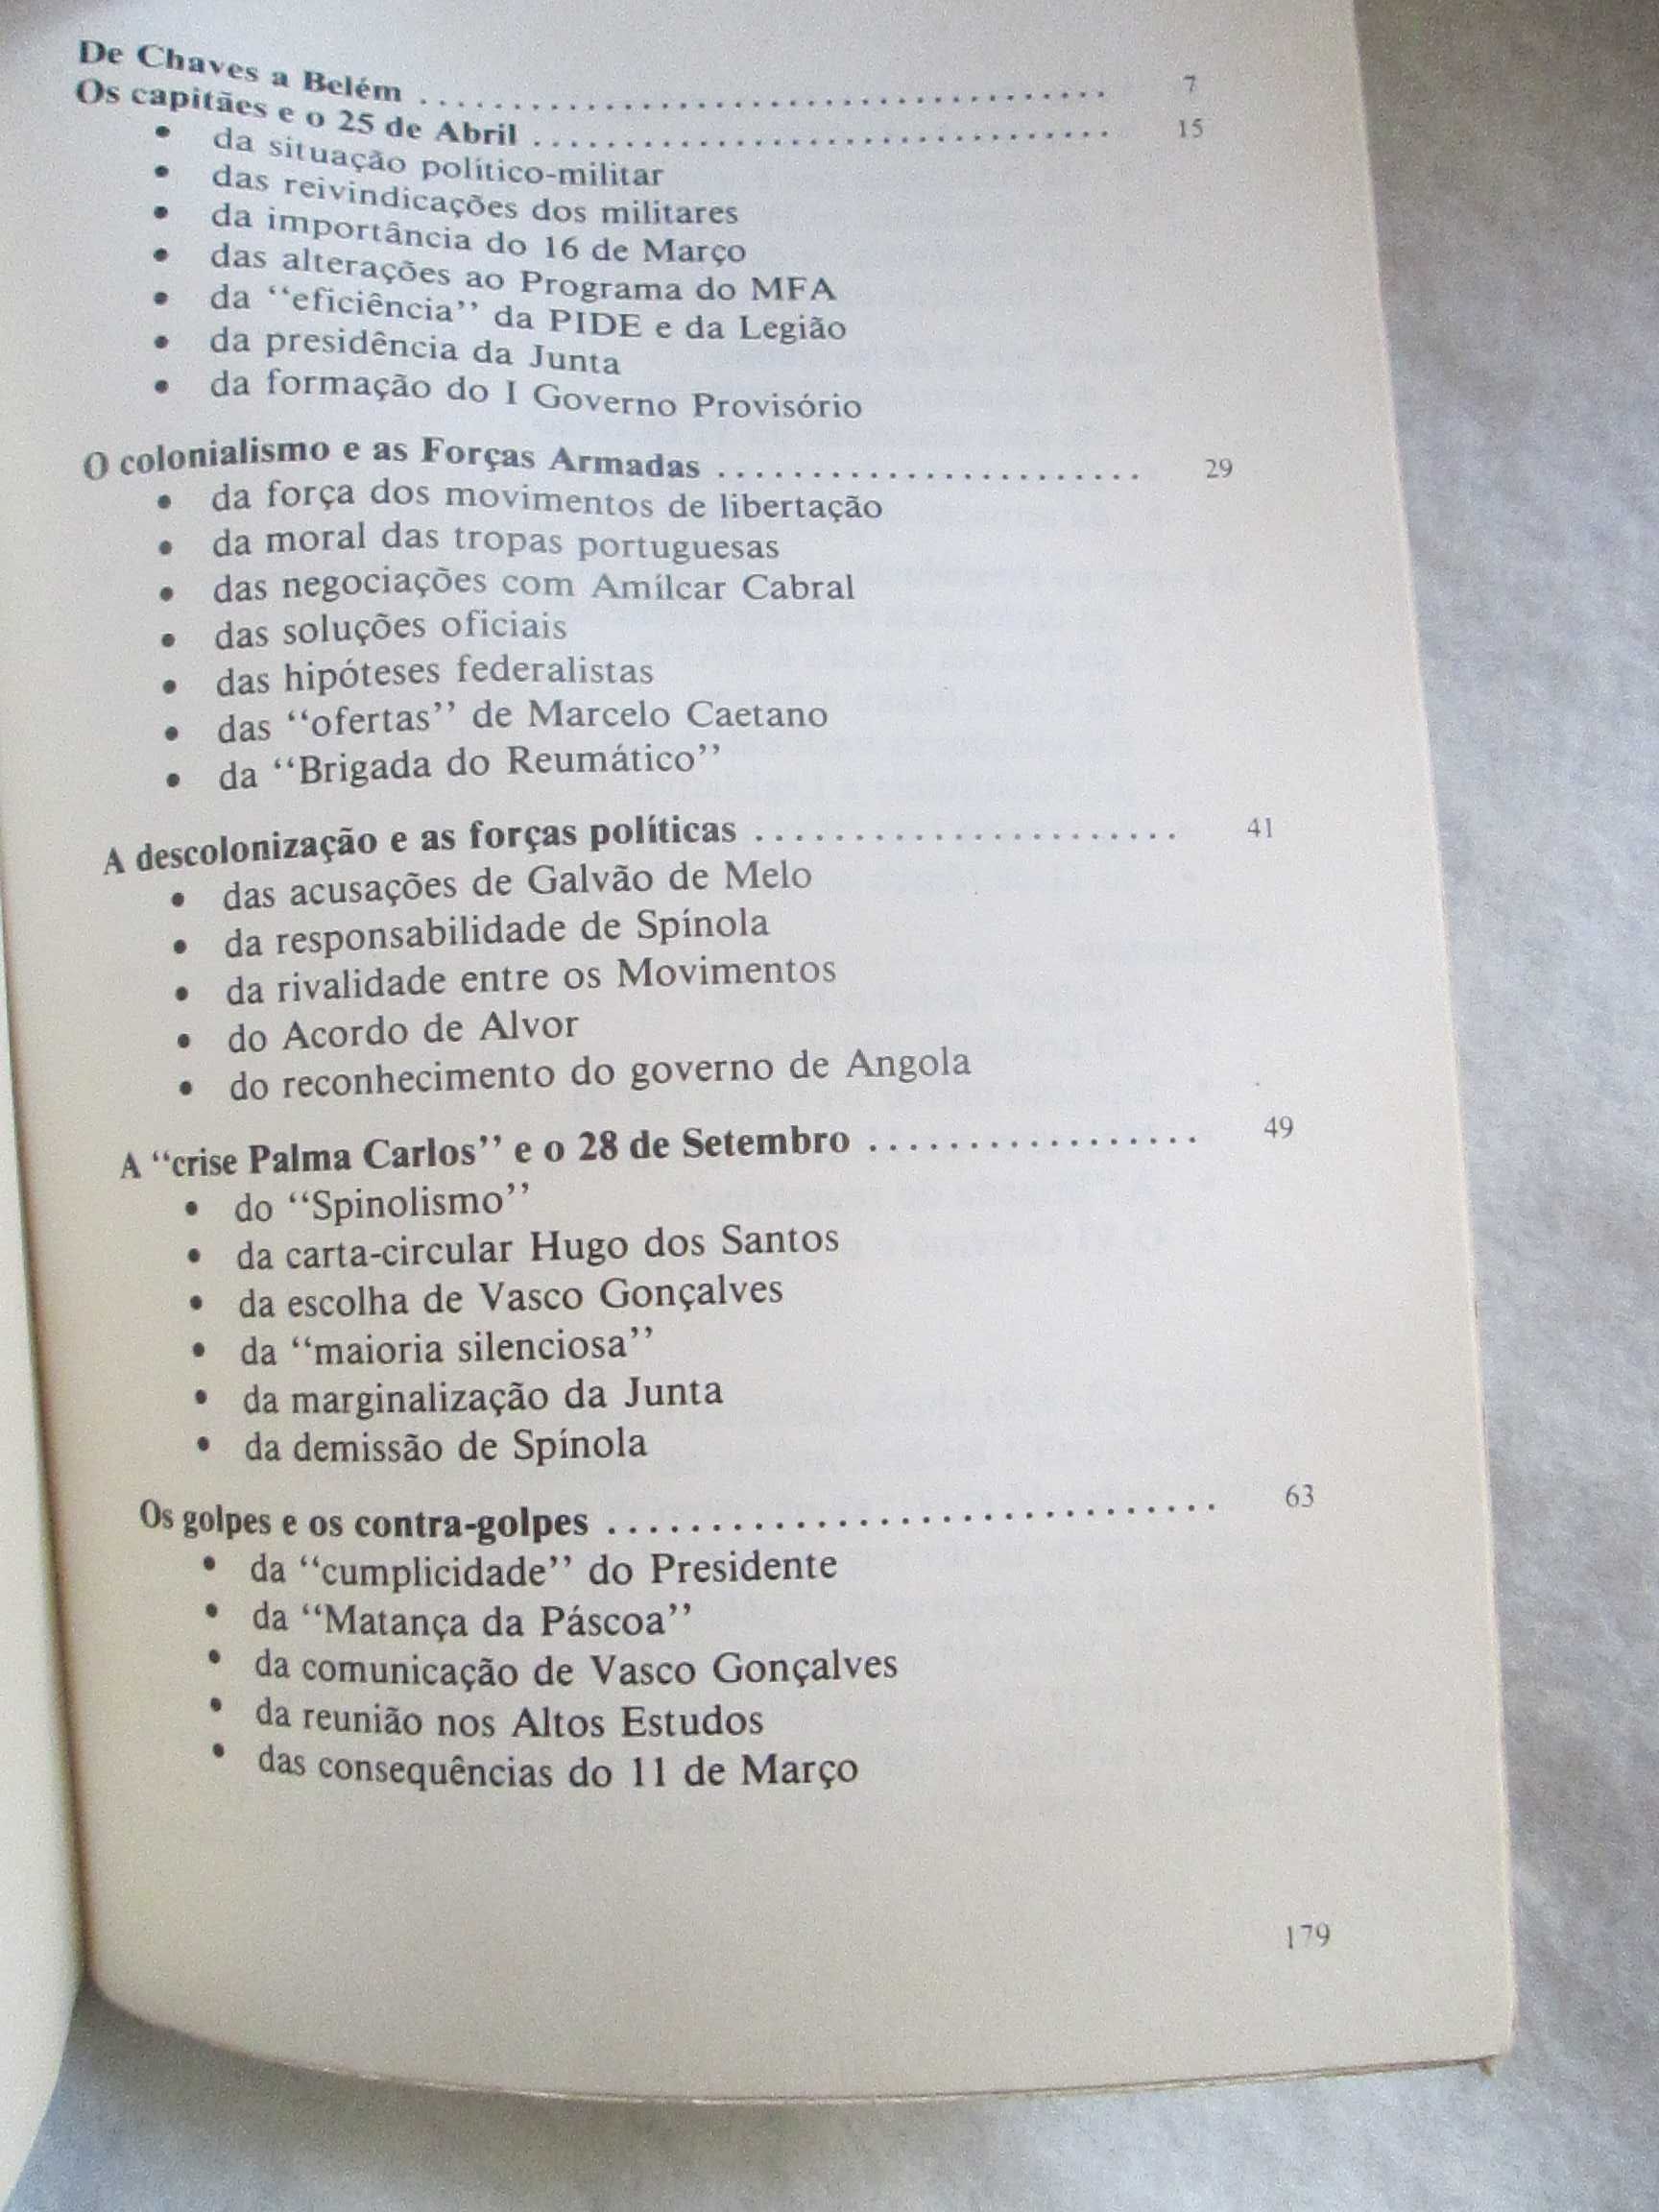 De Chaves a Belém ........................................ 7
Os capitães e o 25 de Abril .................................. 15
• da situação político-militar
• das reivindicações dos militares
• da importância do 16 de Março
• das alterações ao Programa do MFA
• da ‘‘eficiência’’ da PIDE e da Legião
• da presidência da Junta
• da formação do I Governo Provisório
O colonialismo e as Forças Armadas ........................ 29
• da força dos movimentos de libertação
• da moral das tropas portuguesas
• das negociações com Amílcar Cabral
• das soluções oficiais
• das hipóteses federalistas
• das ‘‘ofertas’’ de Marcelo Caetano
• da ‘‘Brigada do Reumático’’
A descolonização e as forças políticas ...................... 41
• das acusações de Galvão de Melo
• da responsabilidade de Spínola
• da rivalidade entre os Movimentos
• do Acordo de Alvor
• do reconhecimento do governo de Angola
A ‘‘crise Palma Carlos’’ e o 28 de Setembro ................. 49
• do ‘‘Spinolismo’’
• da carta-circular Hugo dos Santos
• da escolha de Vasco Gonçalves
• da ‘‘maioria silenciosa’’
• da marginalização da Junta
• da demissão de Spínola
Os golpes e os contra-golpes .............................. 63
• da ‘‘cumplicidade’’ do Presidente
• da ‘‘Matança da Páscoa’’
• da comunicação de Vasco Gonçalves
• da reunião nos Altos Estudos
• das consequências do 11 de Março
179